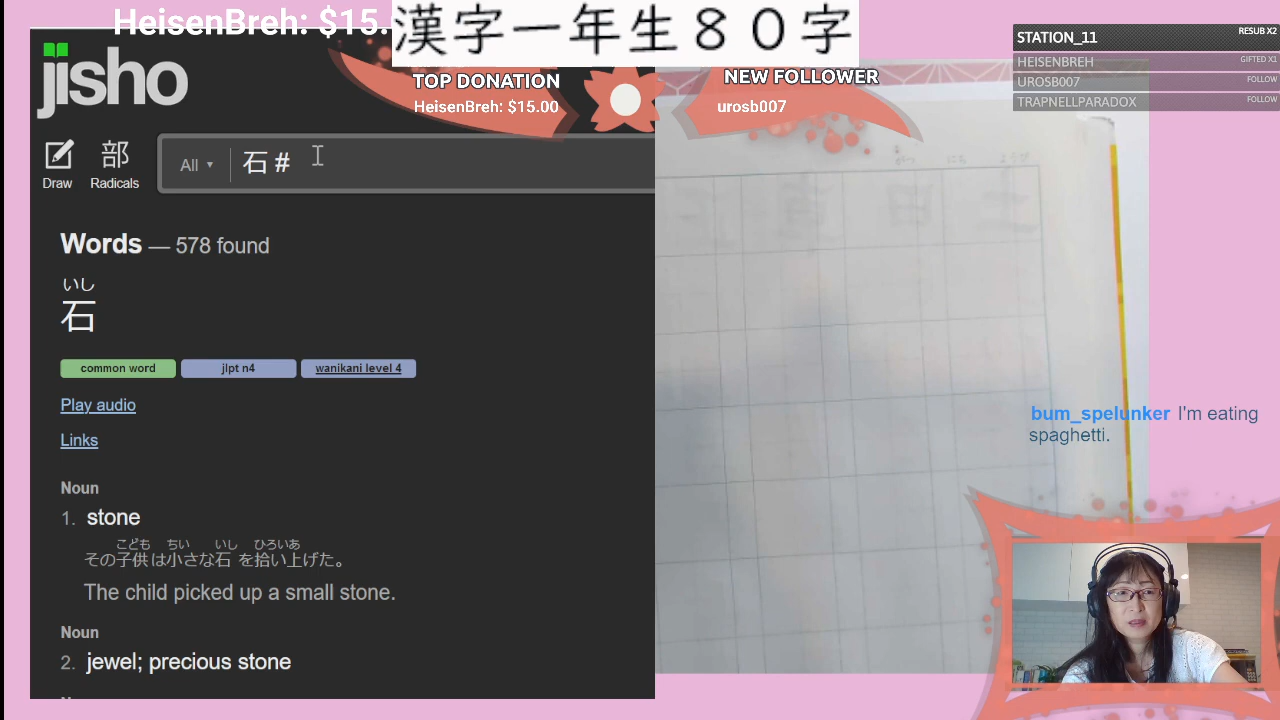 HeisenBreh: $15.
漢字一年生８０字
jisho
TOP DONATION
HeisenBreh: $15.00
NEW FOLLOWER
urosb007
STATION_11 RESUB X2
HEISENBREH GIFTED X1
UROSB007 FOLLOW
TRAPNELLPARADOX FOLLOW
Draw
部
Radicals
All ▾ 石 #
Words — 578 found
いし
石
common word jlpt n4 wanikani level 4
Play audio
Links
Noun
1. stone
こども ちい いし ひろいあ
その子供は小さな石を拾い上げた。
The child picked up a small stone.
Noun
2. jewel; precious stone
bum_spelunker I'm eating
spaghetti.